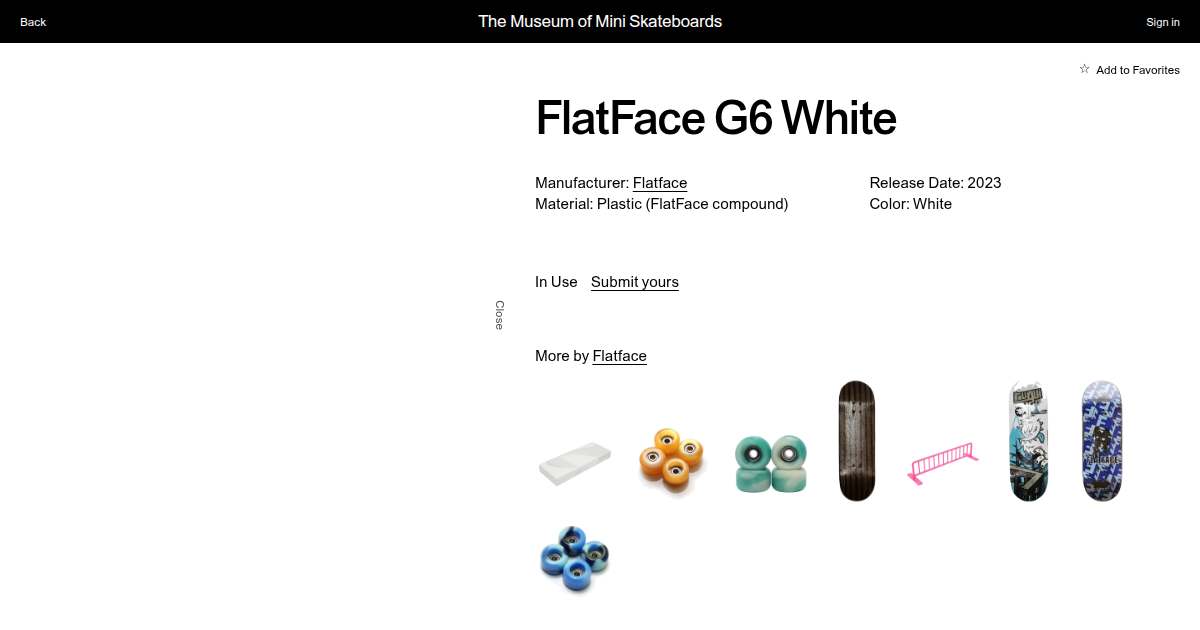 Back
The Museum of Mini Skateboards
Sign in
☆ Add to Favorites
FlatFace G6 White
Manufacturer: Flatface
Material: Plastic (FlatFace compound)
Release Date: 2023
Color: White
In Use Submit yours
Close
More by Flatface